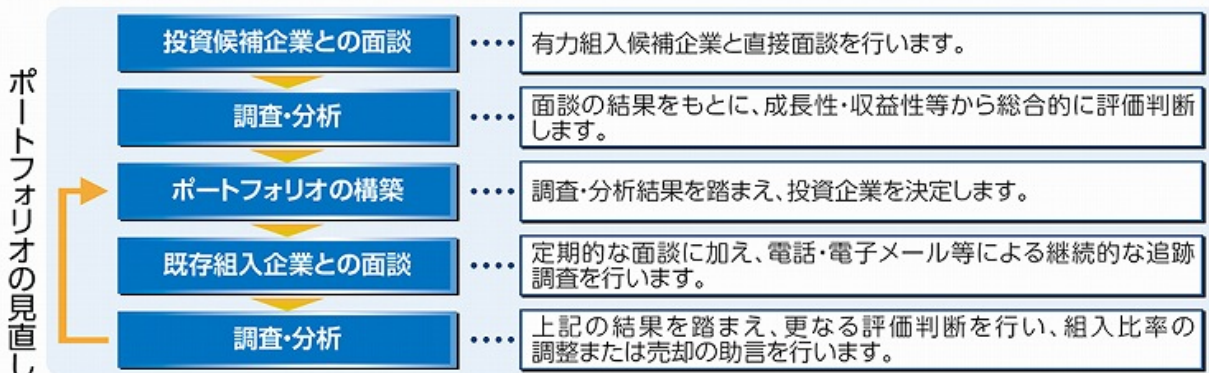 ポートフォリオの見直し
投資候補企業との面談
有力組入候補企業と直接面談を行います。
調査・分析
面談の結果をもとに、成長性・収益性等から総合的に評価判断
します。
ポートフォリオの構築
調査・分析結果を踏まえ、投資企業を決定します。
既存組入企業との面談
定期的な面談に加え、電話・電子メール等による継続的な追跡
調査を行います。
調査・分析
上記の結果を踏まえ、更なる評価判断を行い、組入比率の
調整または売却の助言を行います。